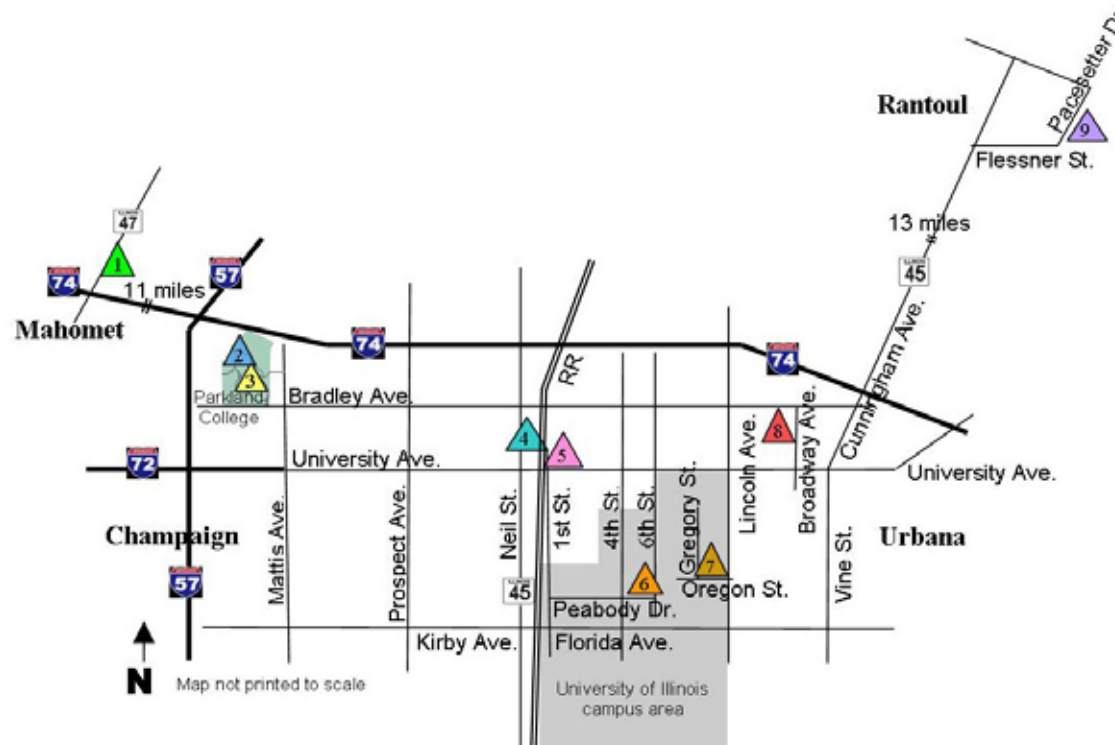 Pacesetter
Rantoul
9
Flessner St.
ILLINOIS
47
13 miles
1
57
45
74
11 miles
Mahomet
Cunningham Ave.
74
74
2
RR
3
Parkland
College
Bradley Ave.
Broadway Ave.
Lincoln Ave.
8
4
5
72
University Ave.
University Ave.
Gregory St.
Champaign
Mattis Ave.
Prospect Ave.
Neil St.
1st St.
4th St.
6th St.
Urbana
Vine St.
7
57
45
6
Oregon St.
Peabody Dr.
Kirby Ave.
Florida Ave.
N
Map not printed to scale
University of Illinois
campus area